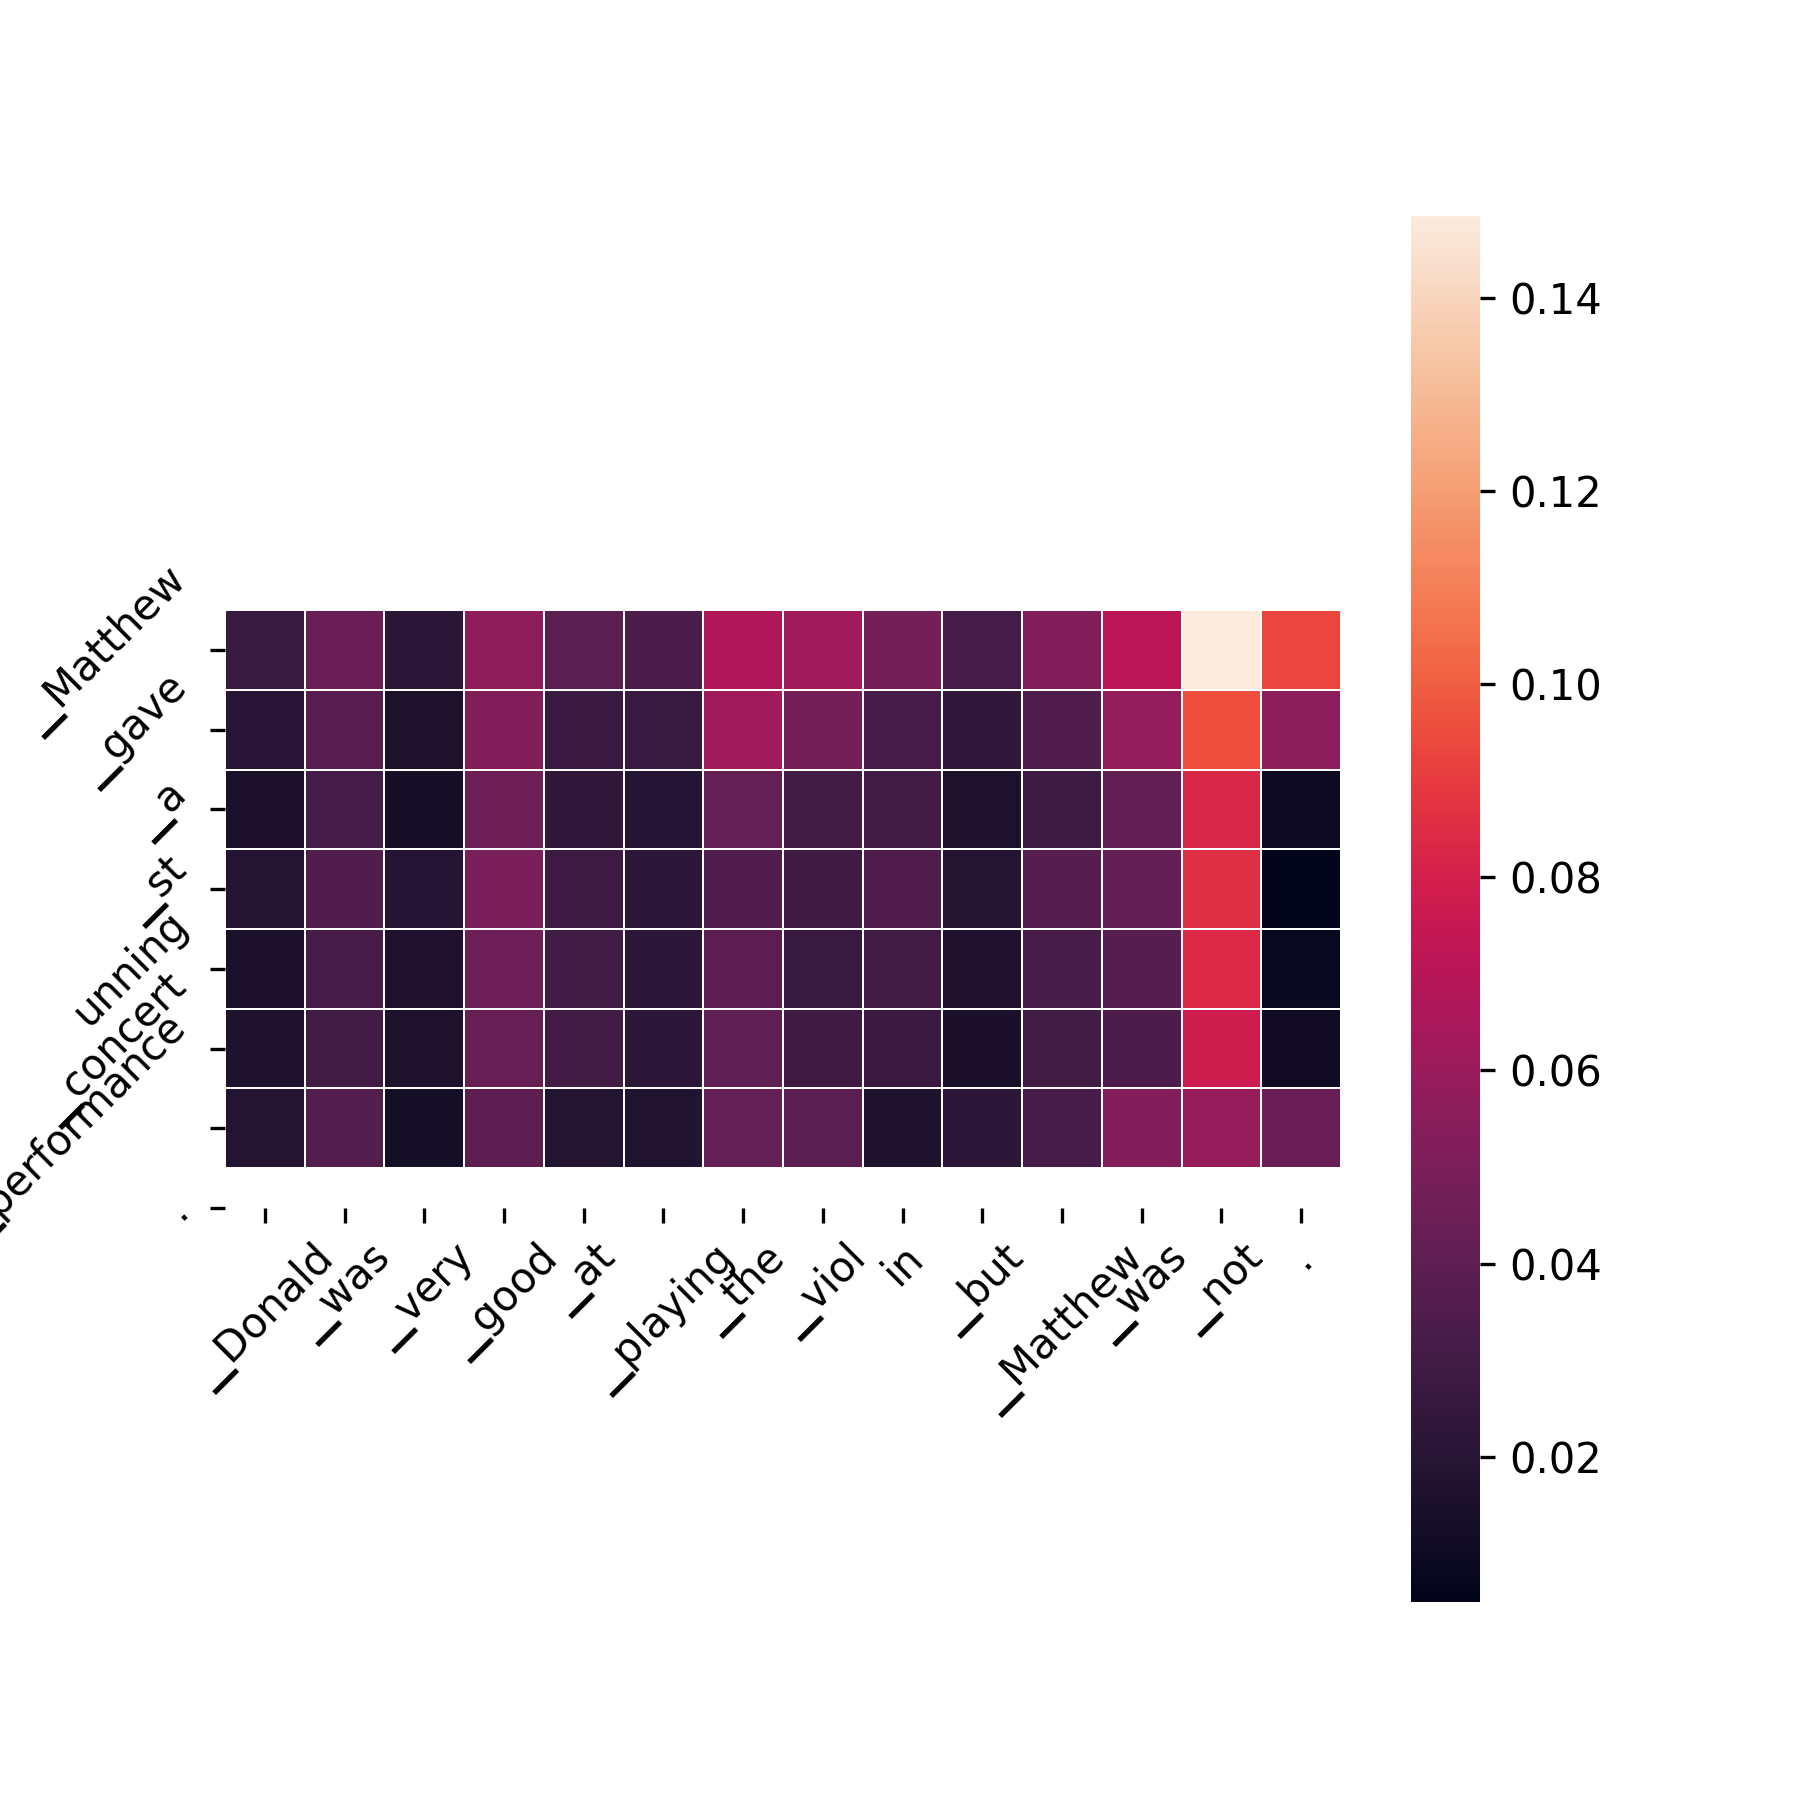 _Matthew
_gave
_a
_st
unning
_concert
_performance
.
_Donald
_was
_very
_good
_at
_playing
_the
_viol
in
_but
_Matthew
_was
_not
.
0.14
0.12
0.10
0.08
0.06
0.04
0.02